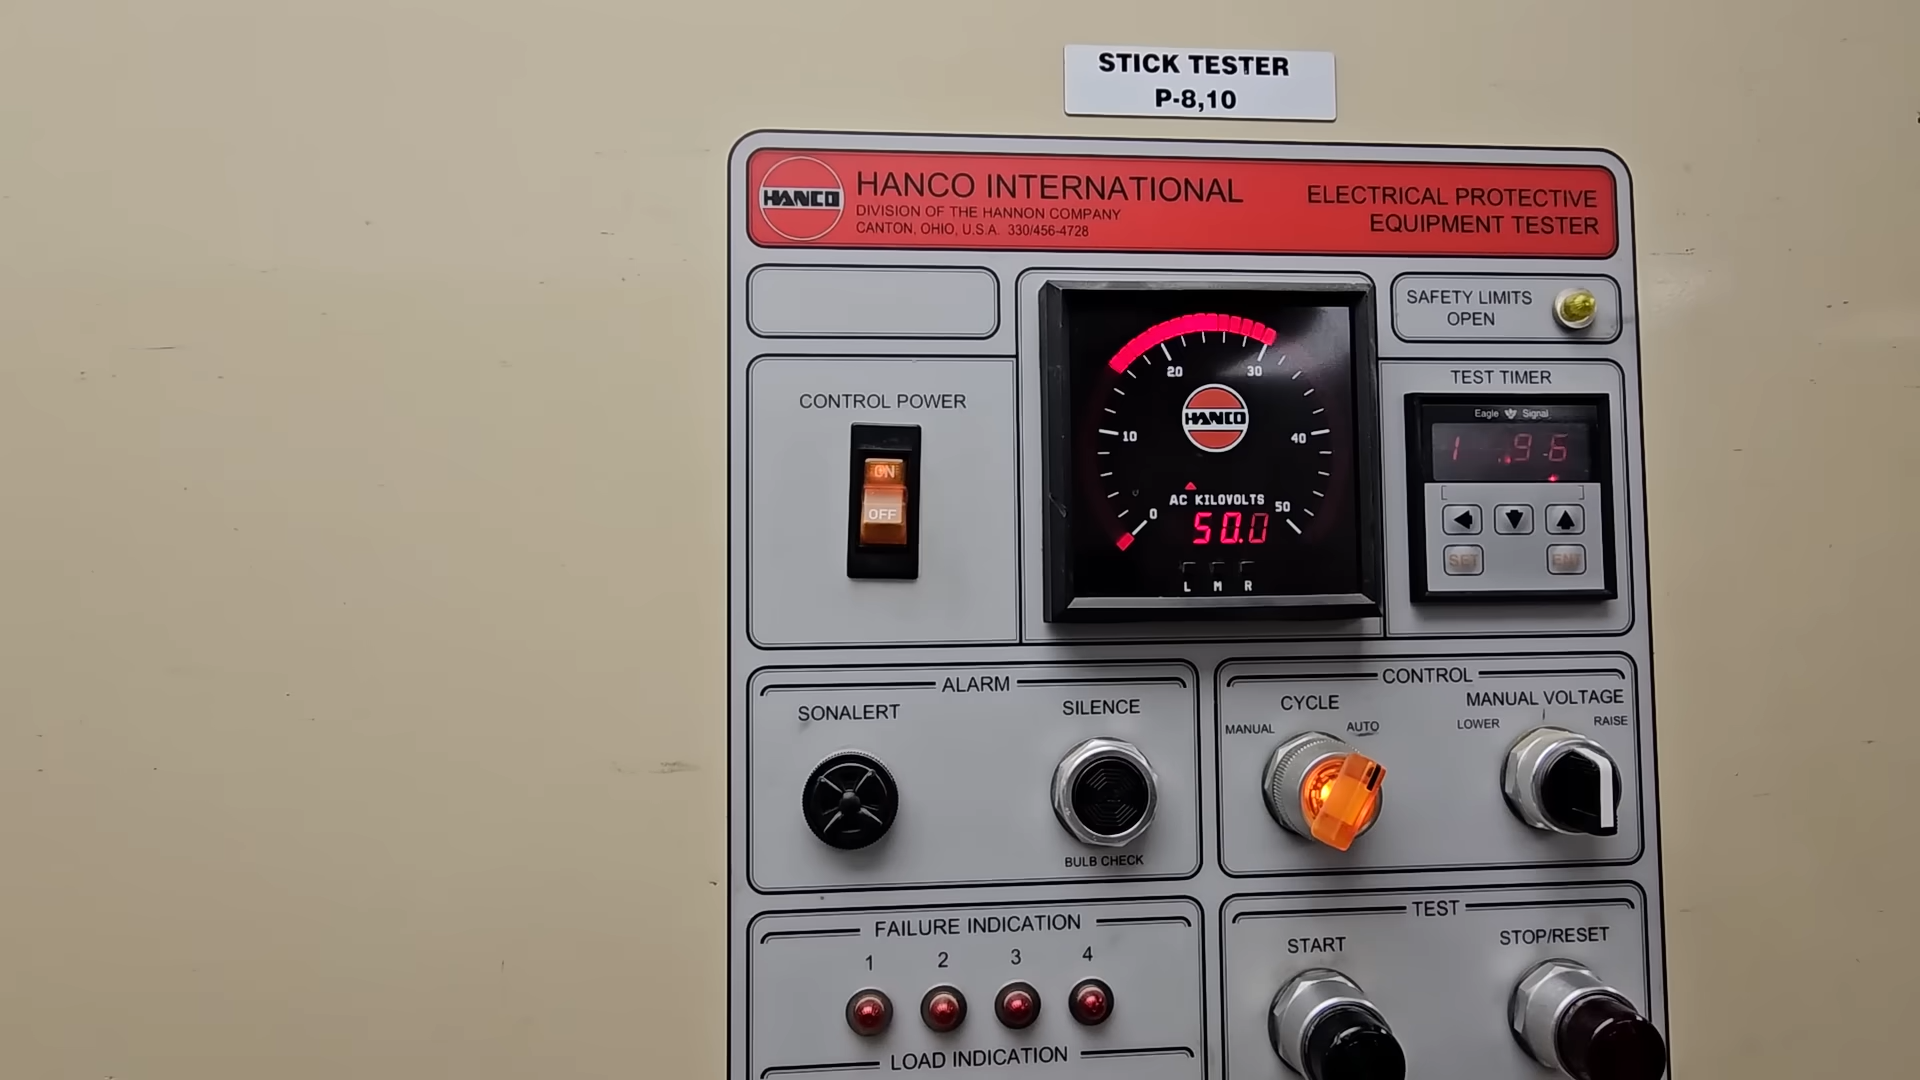 STICK TESTER
P-8,10
HANCO
HANCO INTERNATIONAL
DIVISION OF THE HANNON COMPANY
CANTON, OHIO, U.S.A. 330/456-4728
ELECTRICAL PROTECTIVE
EQUIPMENT TESTER
SAFETY LIMITS
OPEN
CONTROL POWER
ON
OFF
0
10
20
30
40
50
HANCO
AC KILOVOLTS
50.0
L M R
TEST TIMER
Eagle Signal
SET
ENT
ALARM
SONALERT
SILENCE
BULB CHECK
CONTROL
CYCLE
MANUAL
AUTO
MANUAL VOLTAGE
LOWER
RAISE
FAILURE INDICATION
1 2 3 4
LOAD INDICATION
TEST
START
STOP/RESET